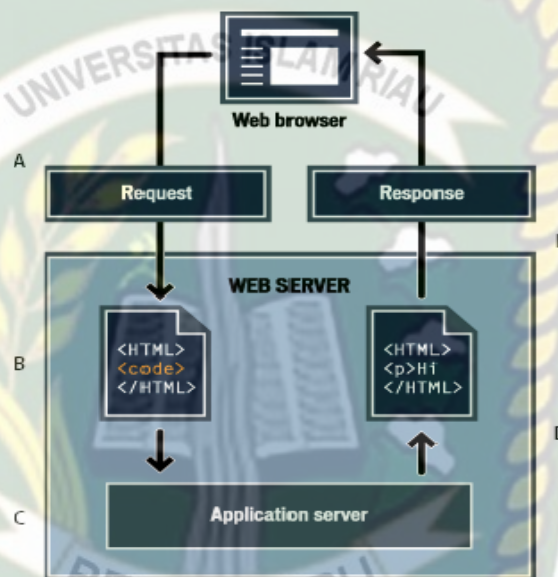 UNIVERSITAS ISLAM RIAU
Web browser
A
Request
Response
WEB SERVER
B
<HTML>
<code>
</HTML>
<HTML>
<p>Hi
</HTML>
D
C
Application server